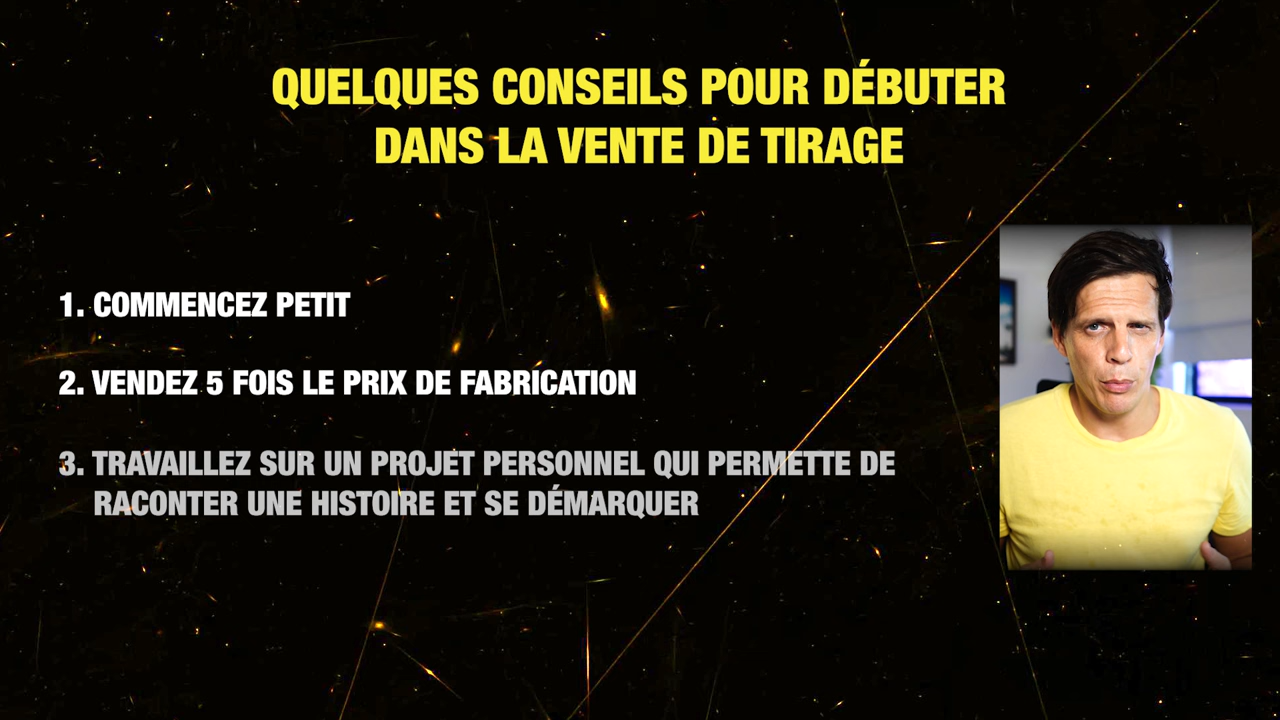 QUELQUES CONSEILS POUR DÉBUTER
DANS LA VENTE DE TIRAGE
1. COMMENCEZ PETIT
2. VENDEZ 5 FOIS LE PRIX DE FABRICATION
3. TRAVAILLEZ SUR UN PROJET PERSONNEL QUI PERMETTE DE
RACONTER UNE HISTOIRE ET SE DÉMARQUER